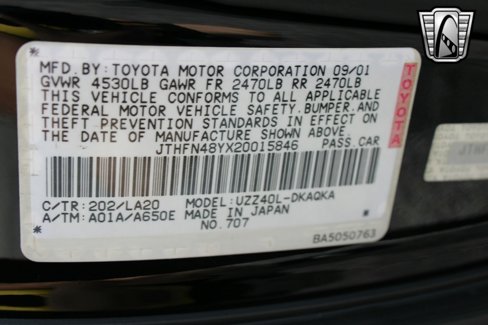 MFD. BY: TOYOTA MOTOR CORPORATION 09/01
GVWR 4530LB GAWR FR 2470LB RR 2470LB
THIS VEHICLE CONFORMS TO ALL APPLICABLE
FEDERAL MOTOR VEHICLE SAFETY, BUMPER, AND
THEFT PREVENTION STANDARDS IN EFFECT ON
THE DATE OF MANUFACTURE SHOWN ABOVE.
JTHFN48YX20015846 PASS.CAR
TOYOTA
C/TR: 202/LA20 MODEL: UZZ40L-DKAQKA
A/TM: A01A/A650E MADE IN JAPAN
NO. 707
BA5050763
JTHF